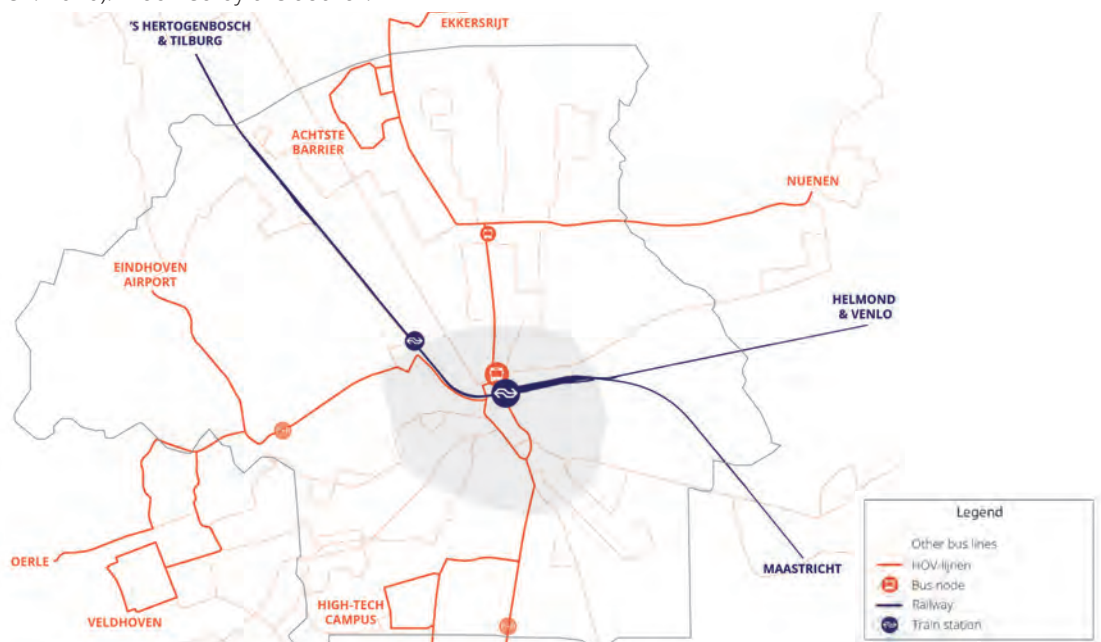 'S HERTOGENBOSCH
& TILBURG
EKKERSRIJT
ACHTSTE
BARRIER
NUENEN
EINDHOVEN
AIRPORT
HELMOND
& VENLO
OERLE
VELDHOVEN
HIGH-TECH
CAMPUS
MAASTRICHT
Legend
Other bus lines
HOV-lijnen
Bus node
Railway
Train station